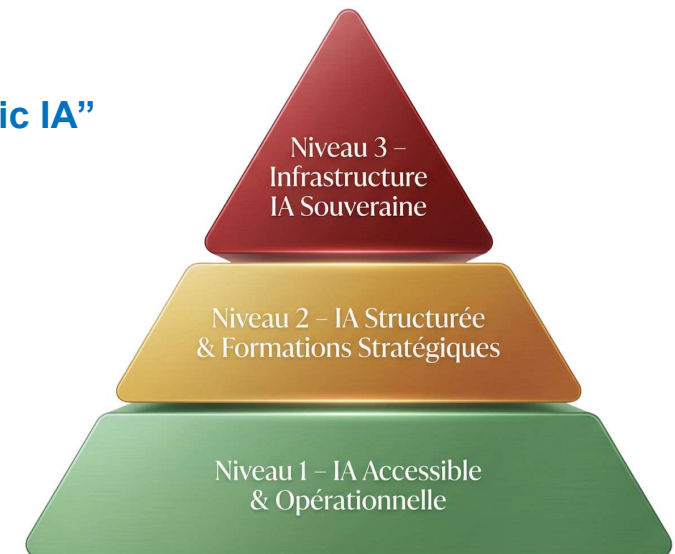 ic IA”
Niveau 3 –
Infrastructure
IA Souveraine
Niveau 2 – IA Structurée
& Formations Stratégiques
Niveau 1 – IA Accessible
& Opérationnelle